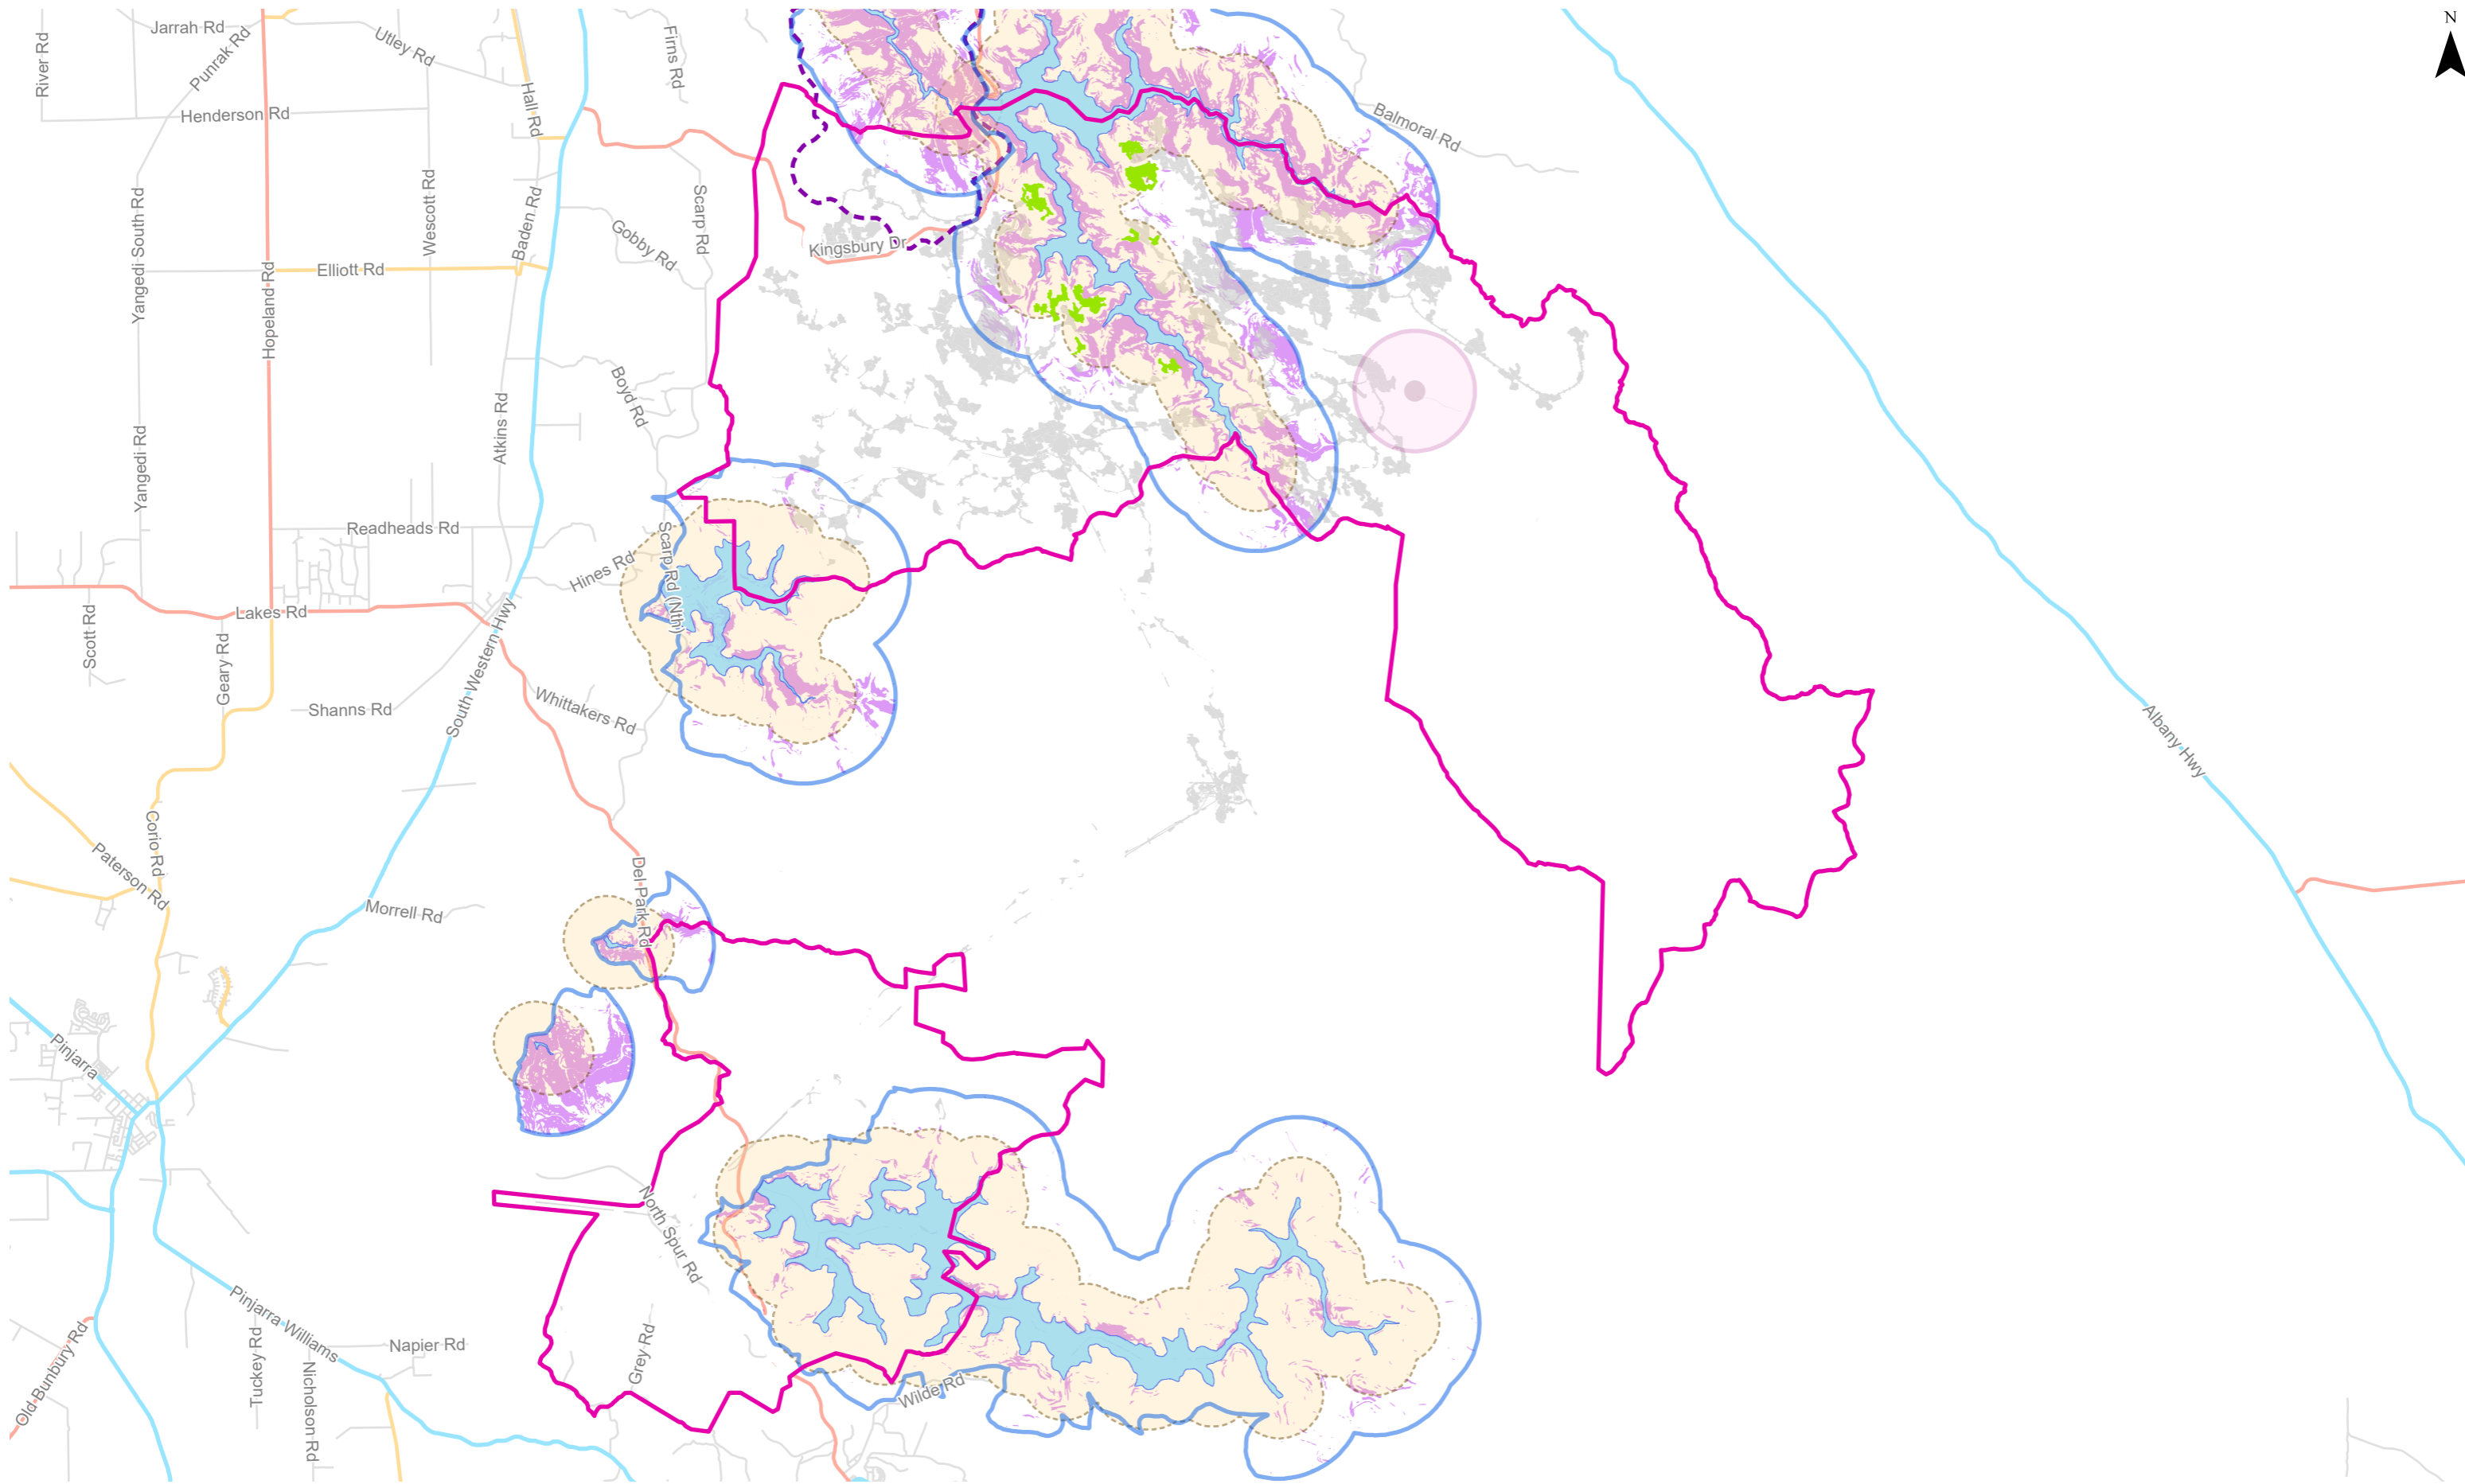 N
Jarrah Rd
Utley Rd
Firns Rd
River Rd
Punrak Rd
Henderson Rd
Hall Rd
Balmoral Rd
Yangedi South Rd
Wescott Rd
Baden Rd
Scarp Rd
Gobby Rd
Kingsbury Dr
Elliott Rd
Hopeland Rd
Boyd Rd
Atkins Rd
Yangedi Rd
Readheads Rd
Hines Rd
Scarp Rd (Nth)
Lakes Rd
Scott Rd
Geary Rd
South Western Hwy
Whittakers Rd
Shanns Rd
Albany Hwy
Corio Rd
Paterson Rd
Del Park Rd
Morrell Rd
Pinjarra
North Spur Rd
Pinjarra Williams
Tuckey Rd
Napier Rd
Nicholson Rd
Old Bunbury Rd
Grey Rd
Wilde Rd